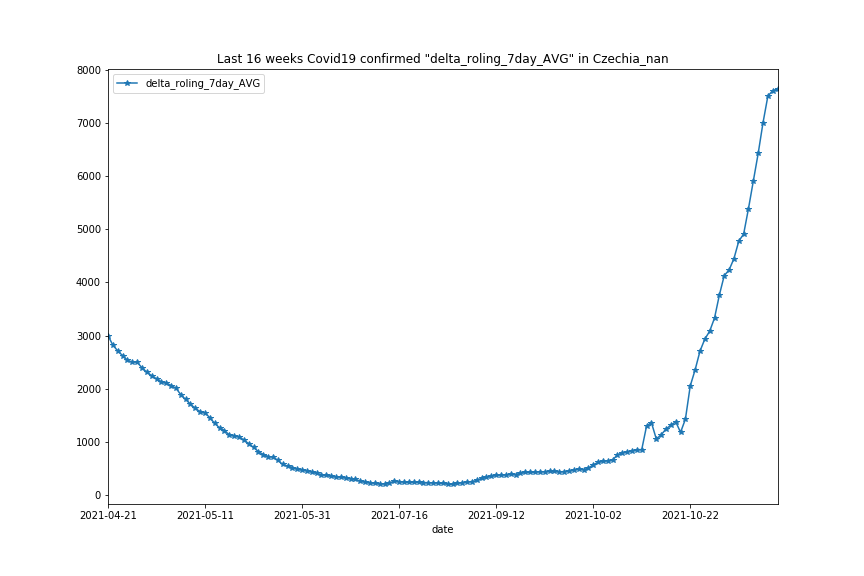 Last 16 weeks Covid19 confirmed "delta_roling_7day_AVG" in Czechia_nan
delta_roling_7day_AVG
8000
7000
6000
5000
4000
3000
2000
1000
0
2021-04-21 2021-05-11 2021-05-31 2021-07-16 2021-09-12 2021-10-02 2021-10-22
date